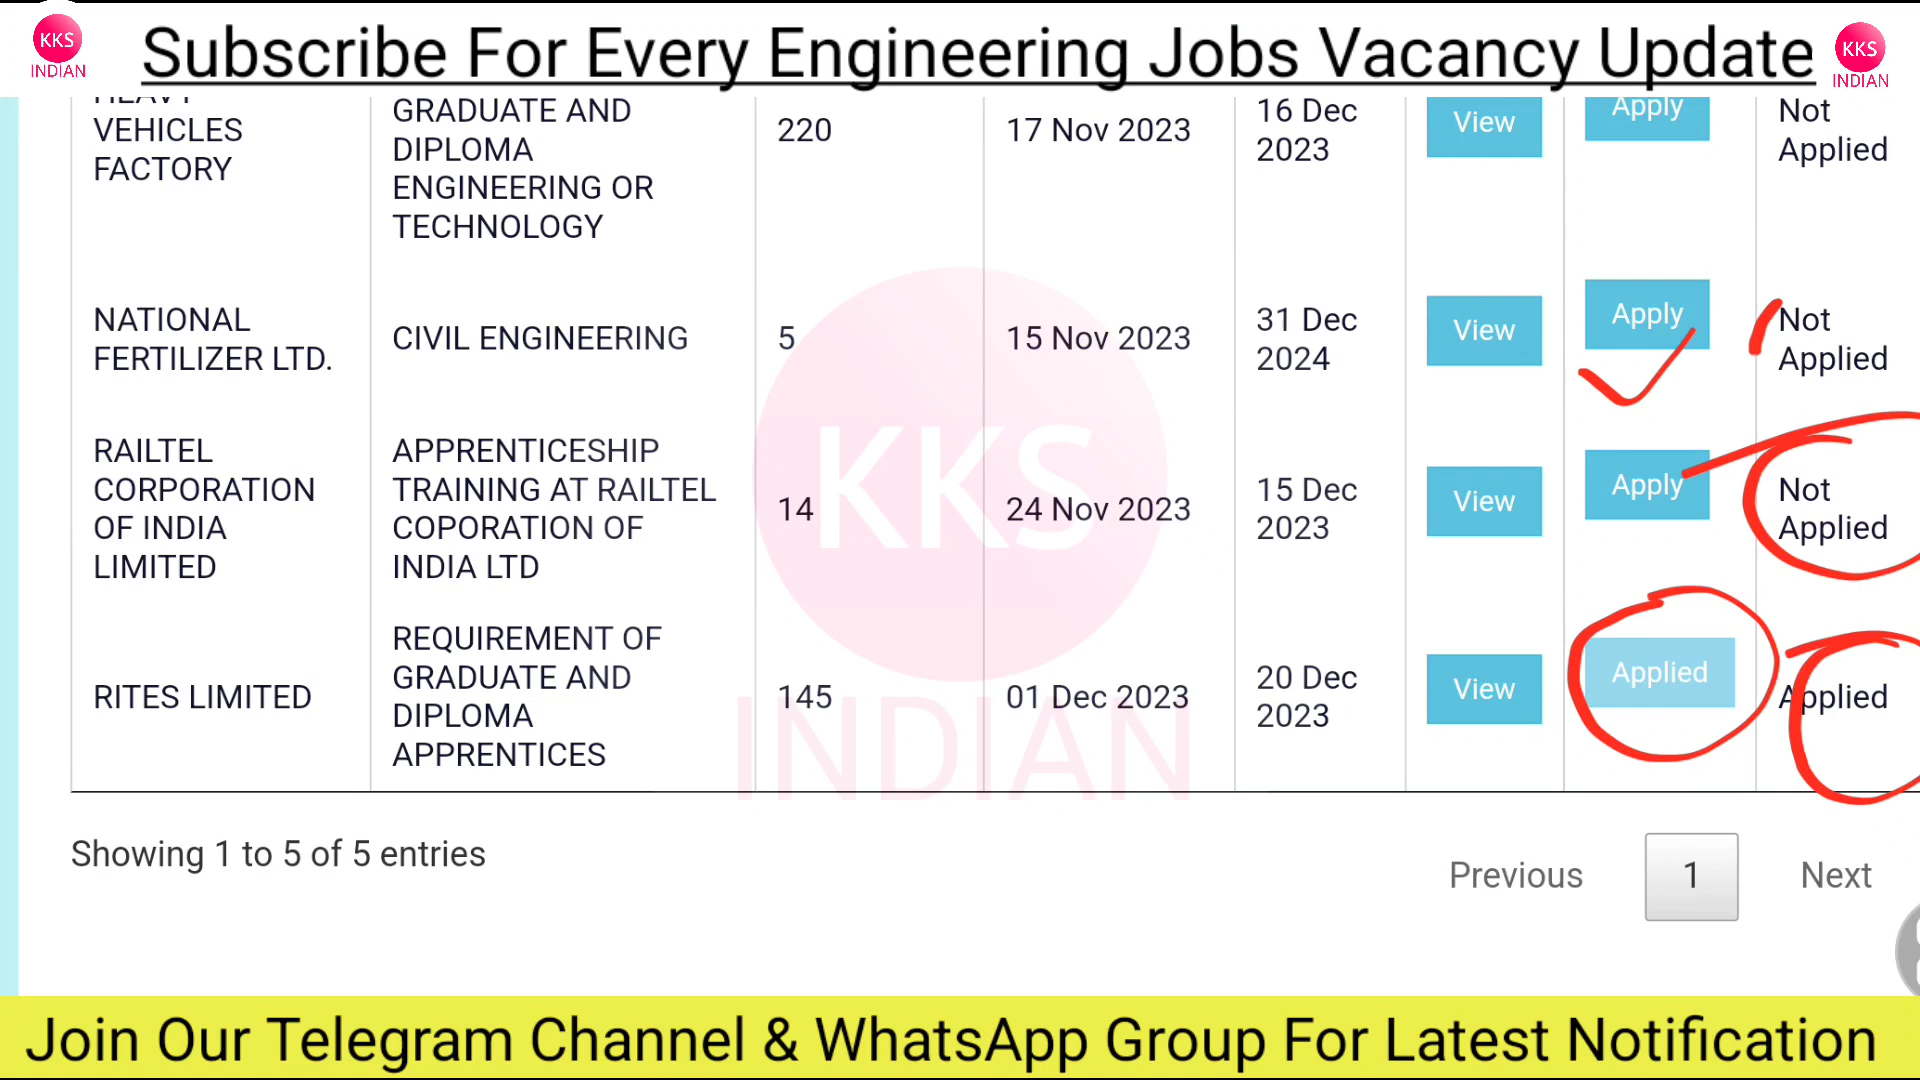 KKS
INDIAN
Subscribe For Every Engineering Jobs Vacancy Update
KKS
INDIAN
HEAVY
VEHICLES
FACTORY
GRADUATE AND
DIPLOMA
ENGINEERING OR
TECHNOLOGY
220
17 Nov 2023
16 Dec
2023
View
Apply
Not
Applied
NATIONAL
FERTILIZER LTD.
CIVIL ENGINEERING
5
15 Nov 2023
31 Dec
2024
View
Apply
Not
Applied
RAILTEL
CORPORATION
OF INDIA
LIMITED
APPRENTICESHIP
TRAINING AT RAILTEL
COPORATION OF
INDIA LTD
14
24 Nov 2023
15 Dec
2023
View
Apply
Not
Applied
RITES LIMITED
REQUIREMENT OF
GRADUATE AND
DIPLOMA
APPRENTICES
145
01 Dec 2023
20 Dec
2023
View
Applied
Applied
KKS
INDIAN
Showing 1 to 5 of 5 entries
Previous
1
Next
Join Our Telegram Channel & WhatsApp Group For Latest Notification